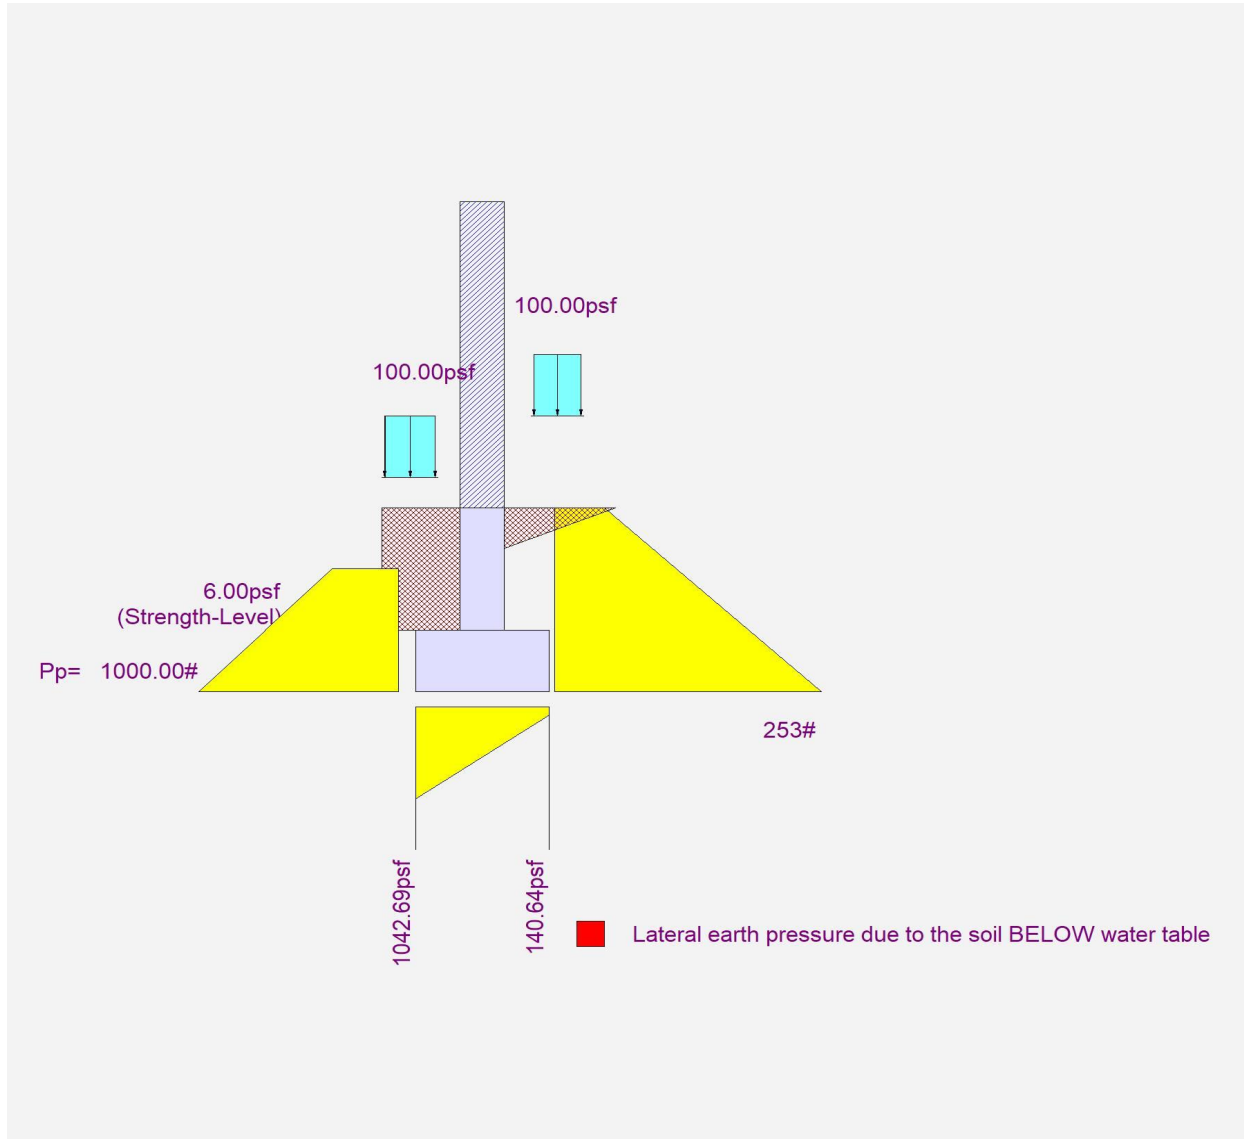 100.00psf
100.00psf
6.00psf
(Strength-Level)
Pp= 1000.00#
253#
1042.69psf
140.64psf
Lateral earth pressure due to the soil BELOW water table